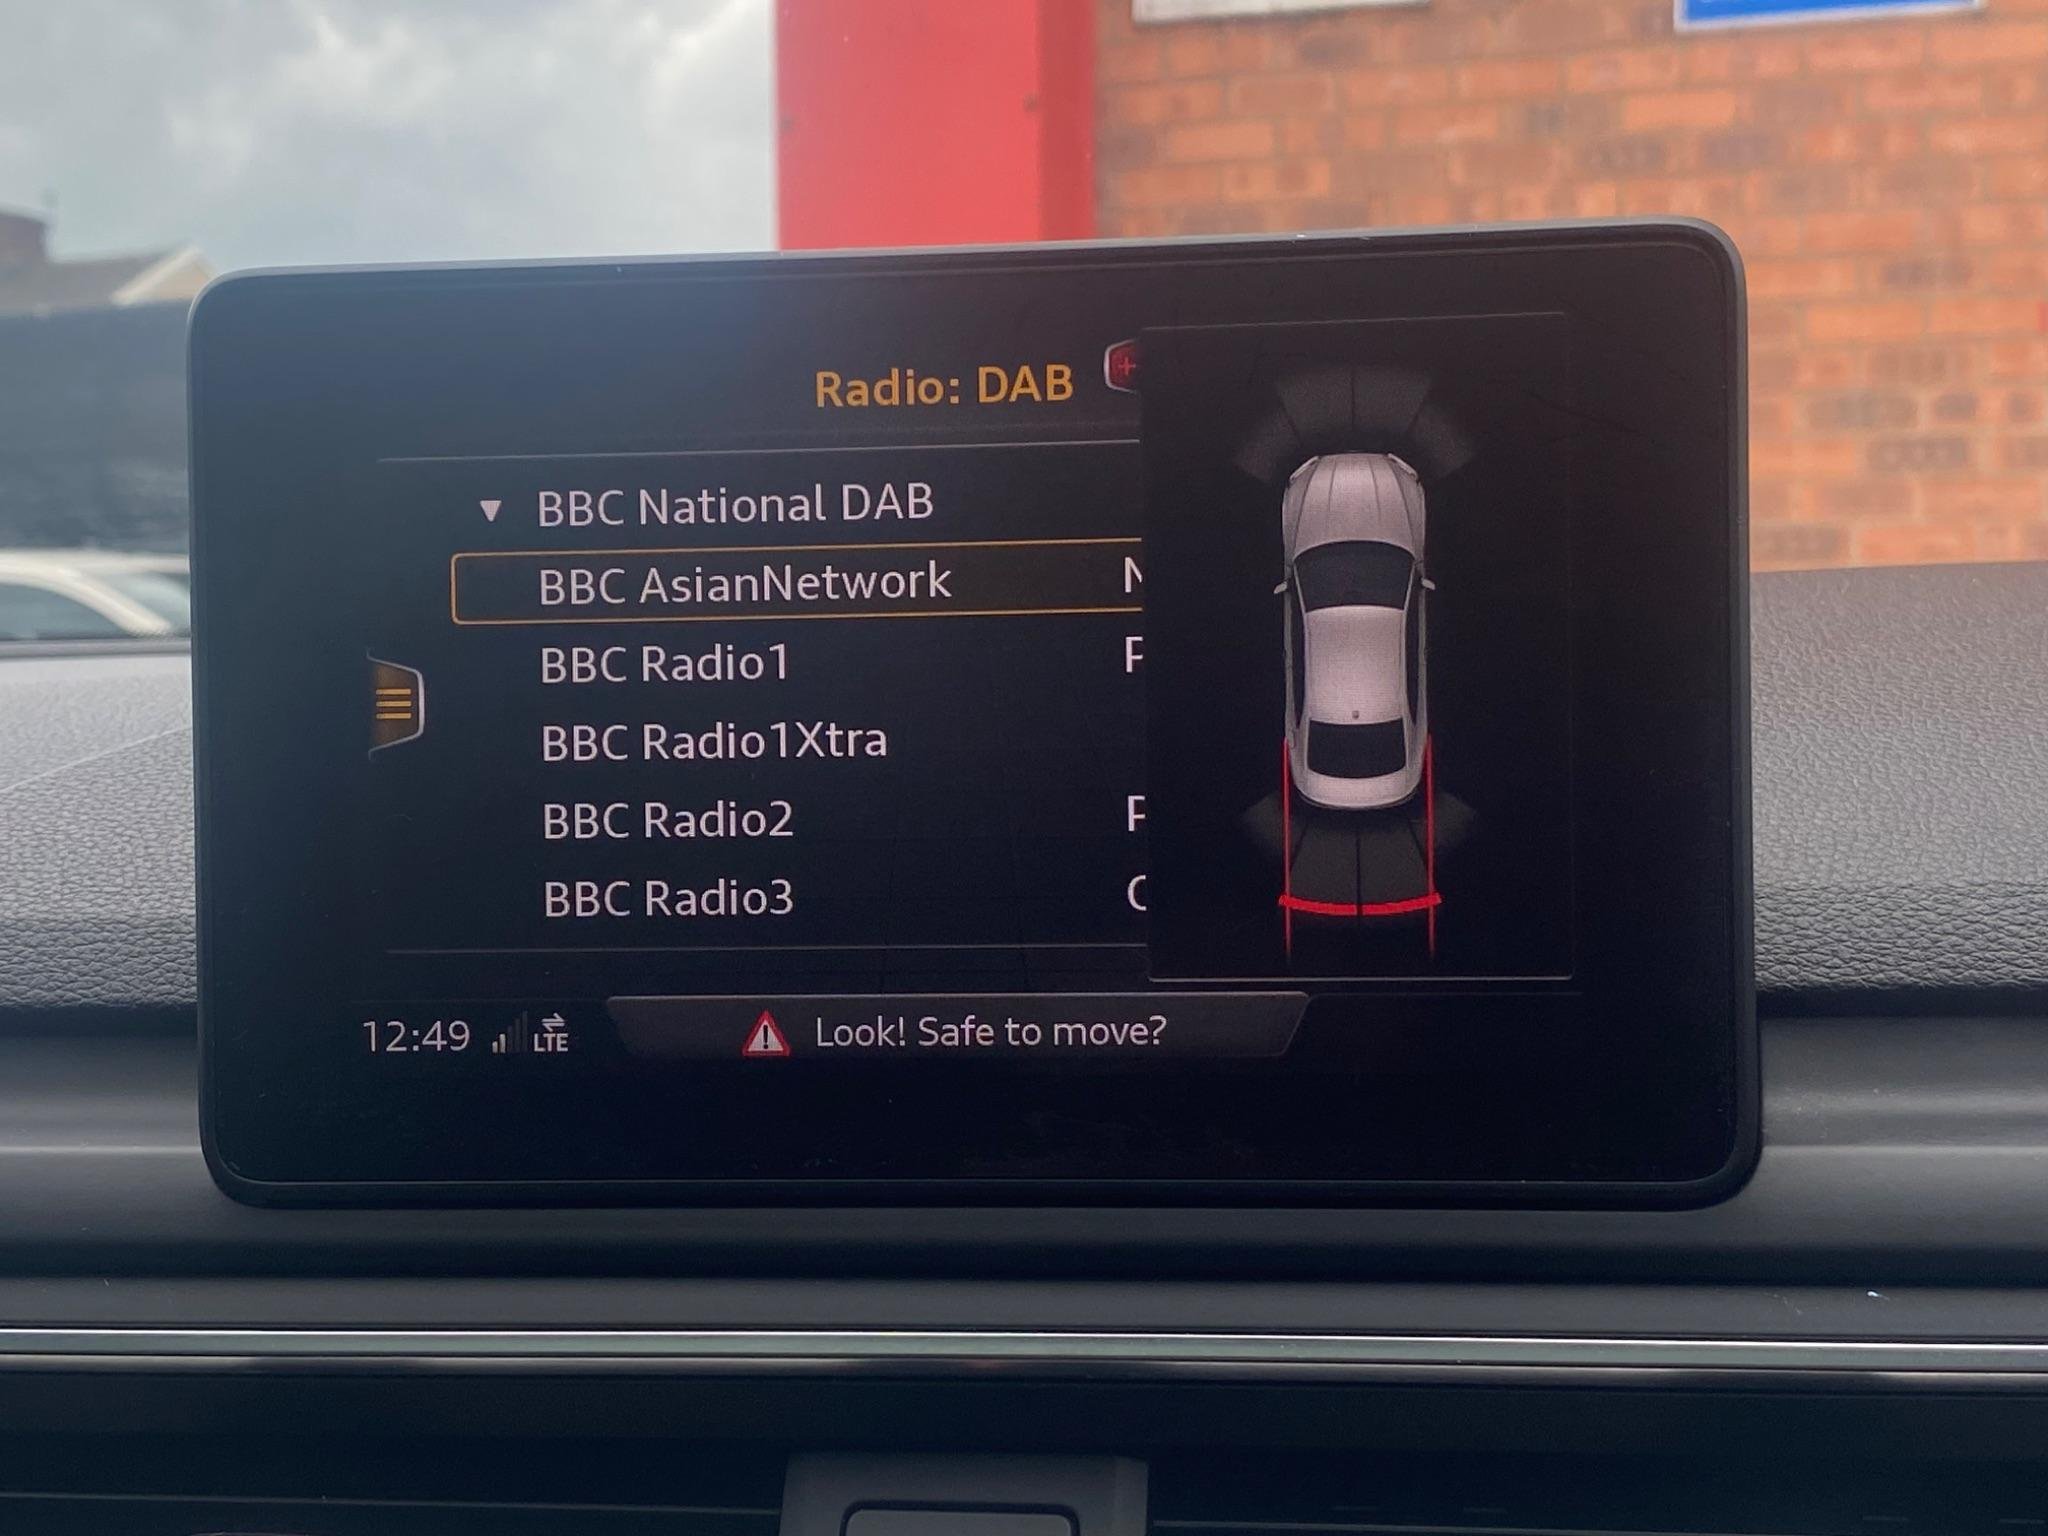 Radio: DAB
BBC National DAB
BBC AsianNetwork
BBC Radio1
BBC Radio1Xtra
BBC Radio2
BBC Radio3
12:49 LTE Look! Safe to move?